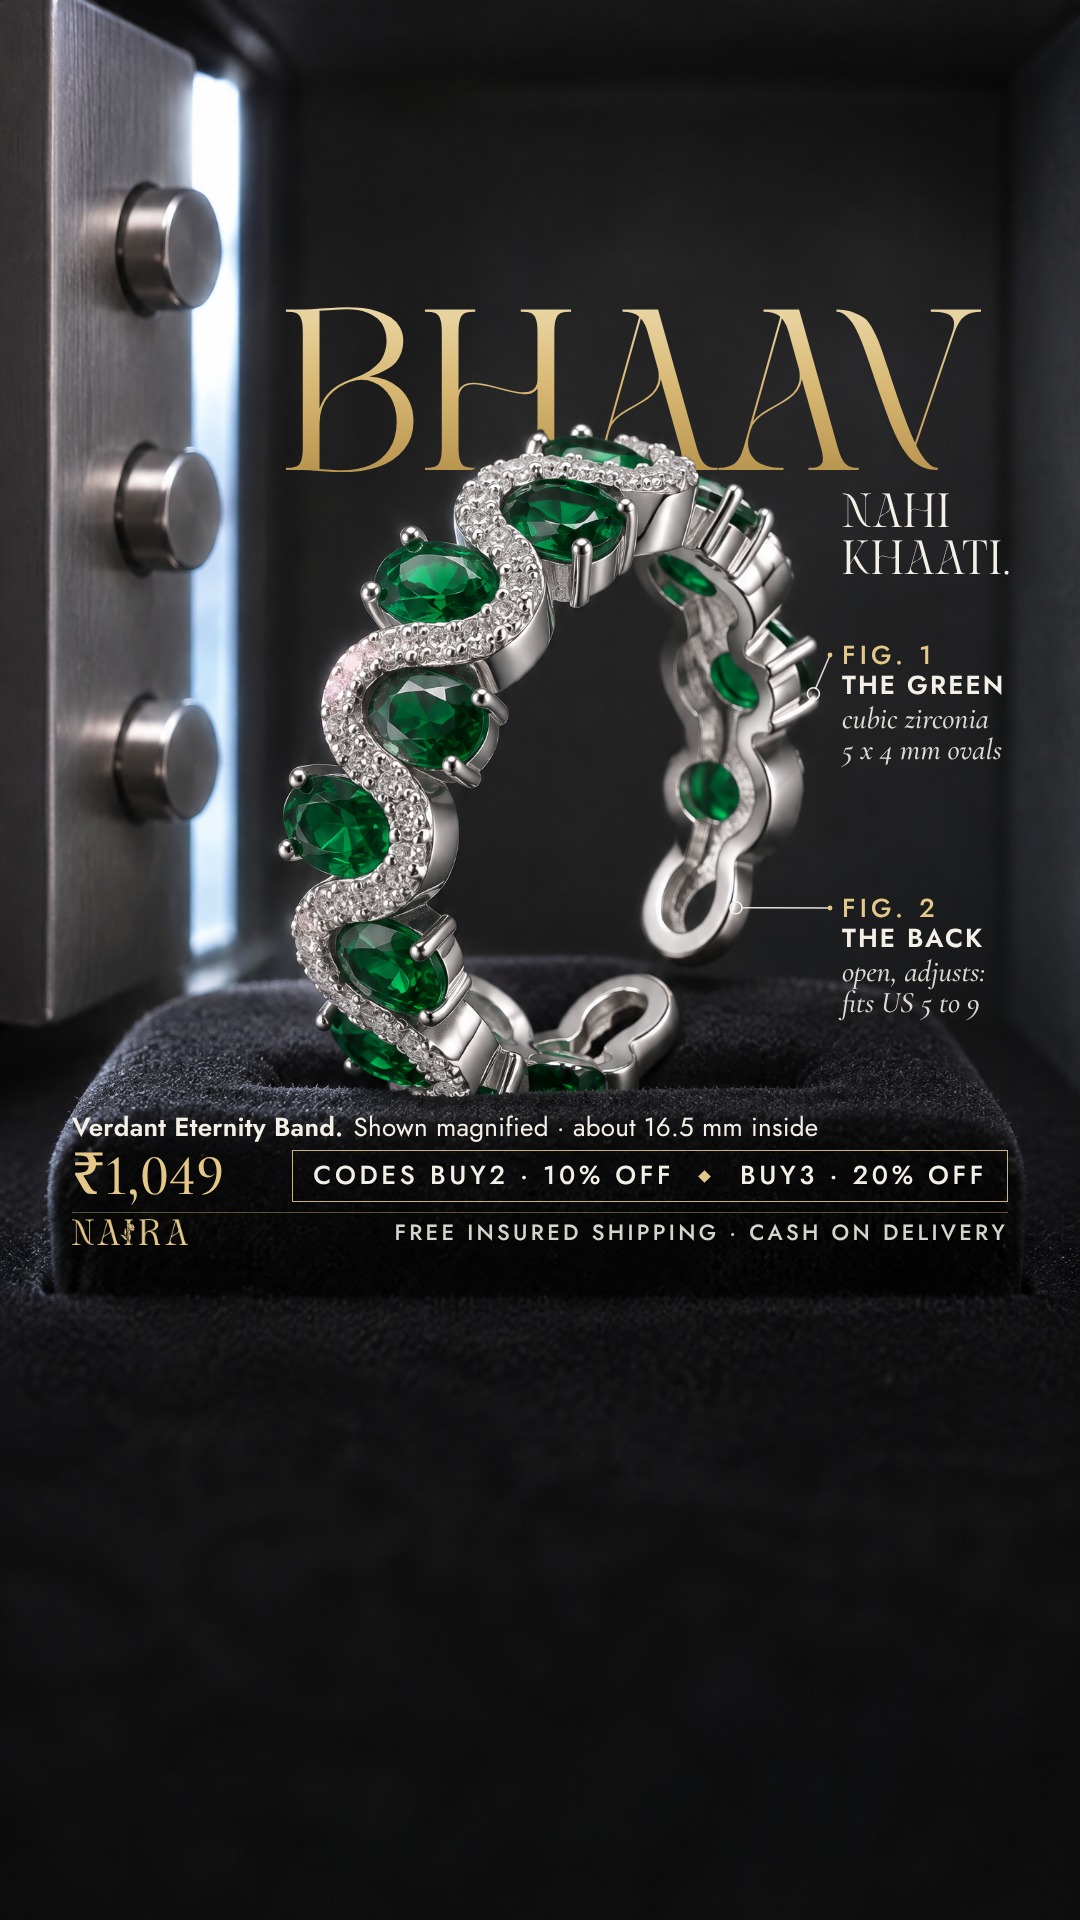 BHAAV
NAHI
KHAATI.
FIG. 1
THE GREEN
cubic zirconia
5 x 4 mm ovals
FIG. 2
THE BACK
open, adjusts:
fits US 5 to 9
Verdant Eternity Band. Shown magnified · about 16.5 mm inside
₹1,049
CODES BUY2 · 10% OFF ◆ BUY3 · 20% OFF
NAIRA
FREE INSURED SHIPPING · CASH ON DELIVERY